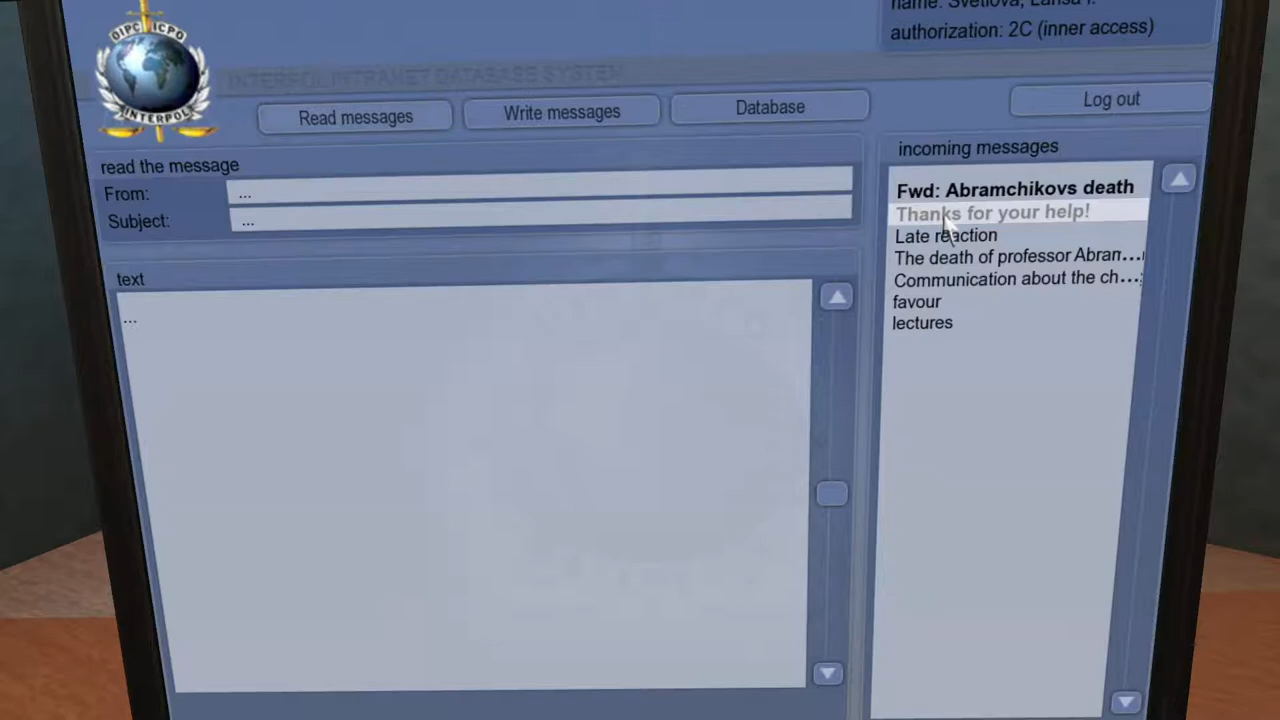 name: Svetlova, Larisa I.
authorization: 2C (inner access)
OIPC ICPO
INTERPOL
INTERPOL INTRANET DATABASE SYSTEM
Read messages
Write messages
Database
Log out
read the message
From:
...
Subject:
...
text
...
incoming messages
Fwd: Abramchikovs death
Thanks for your help!
Late reaction
The death of professor Abram...
Communication about the ch...
favour
lectures